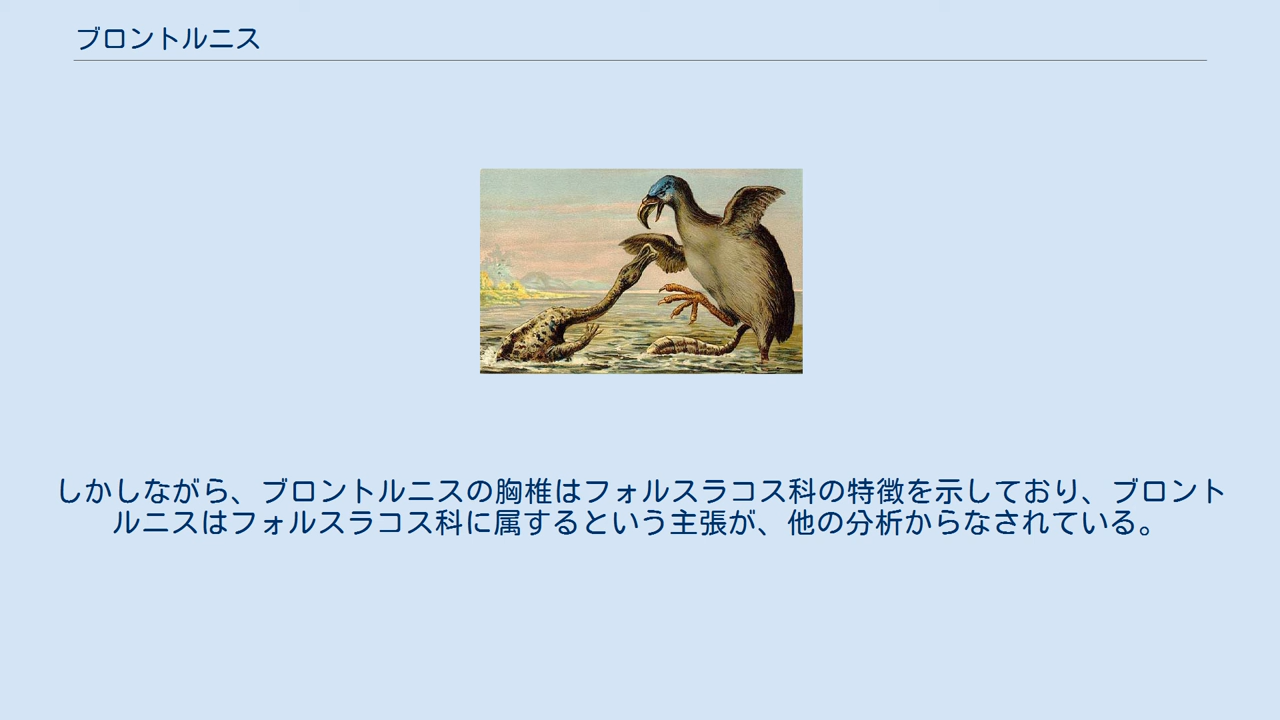 ブロントルニス
しかしながら、ブロントルニスの胸椎はフォルスラコス科の特徴を示しており、ブロント
ルニスはフォルスラコス科に属するという主張が、他の分析からなされている。